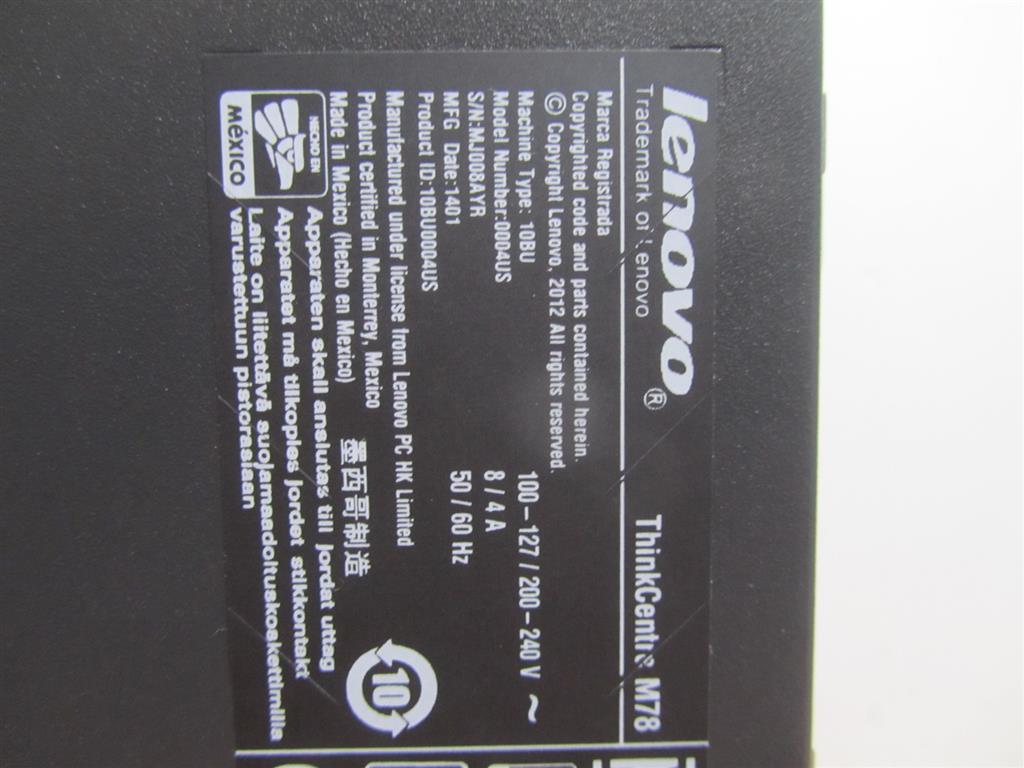 lenovo®
ThinkCentre M78
Trademark of Lenovo
Marca Registrada
Copyrighted code and parts contained herein.
© Copyright Lenovo, 2012 All rights reserved.
Machine Type: 10BU
Model Number:0004US
S/N:MJ008AYR
MFG Date:1401
Product ID:10BU0004US
100–127 / 200–240 V ~
8 / 4 A
50 / 60 Hz
Manufactured under license from Lenovo PC HK Limited
Product certified in Monterrey, Mexico
Made in Mexico (Hecho en Mexico)
墨西哥制造
10
HECHO EN
MÉXICO
Apparaten skall anslutas till jordat uttag
Apparatet må tilkoples jordet stikkontakt
Laite on liitettävä suojamaadoituskoskettimilla
varustettuun pistorasiaan